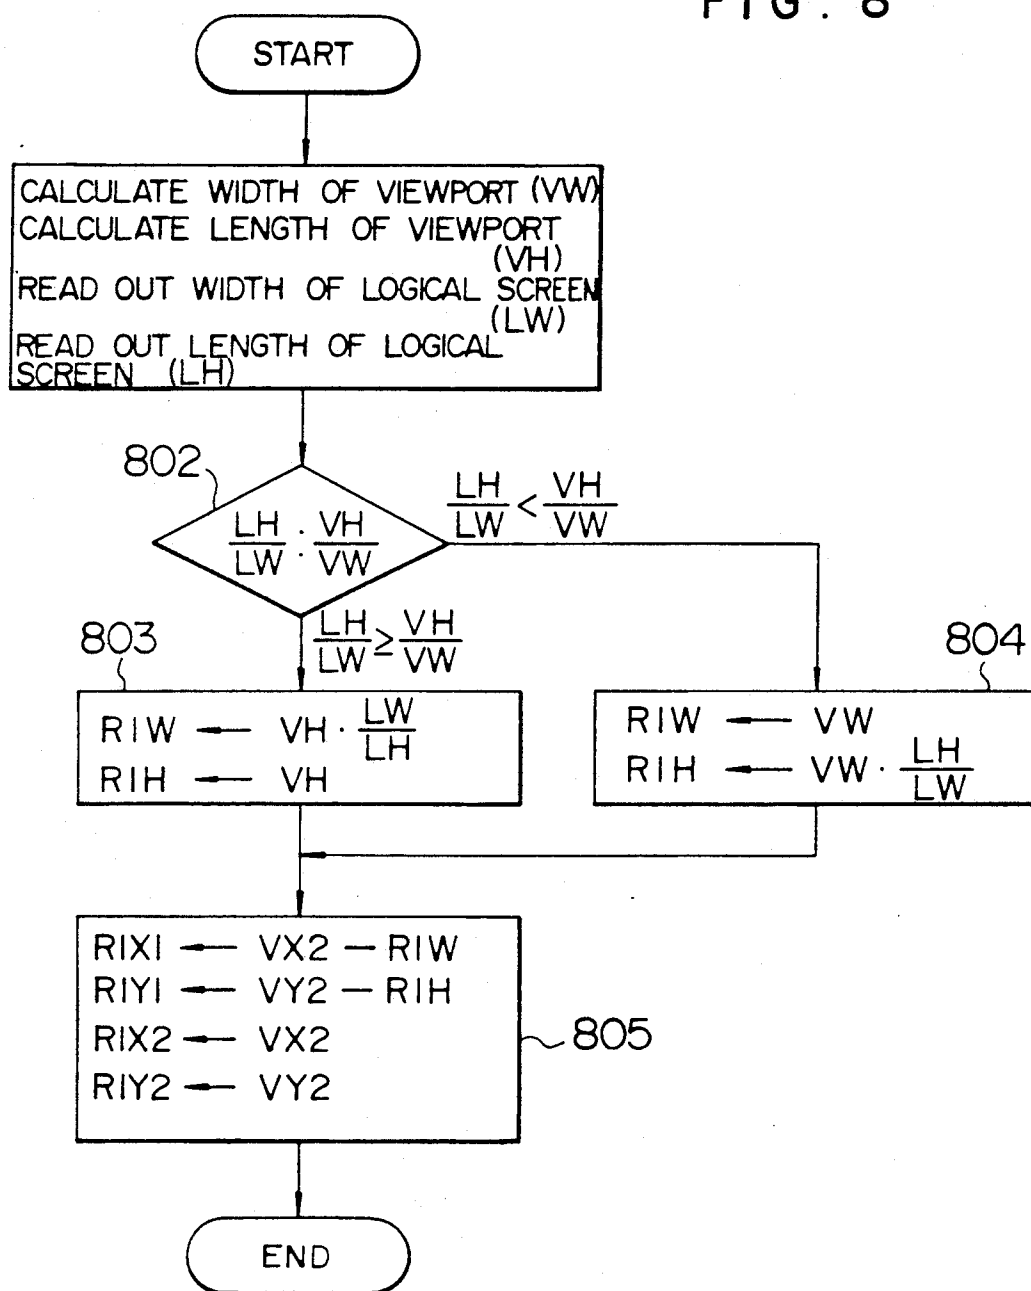 FIG. 8
START
CALCULATE WIDTH OF VIEWPORT (VW)
CALCULATE LENGTH OF VIEWPORT
(VH)
READ OUT WIDTH OF LOGICAL SCREEN
(LW)
READ OUT LENGTH OF LOGICAL
SCREEN (LH)
802
LH/LW : VH/VW
LH/LW < VH/VW
LH/LW ≥ VH/VW
803
RIW ← VH · LW/LH
RIH ← VH
804
RIW ← VW
RIH ← VW · LH/LW
RIX1 ← VX2 — RIW
RIY1 ← VY2 — RIH
RIX2 ← VX2
RIY2 ← VY2
805
END